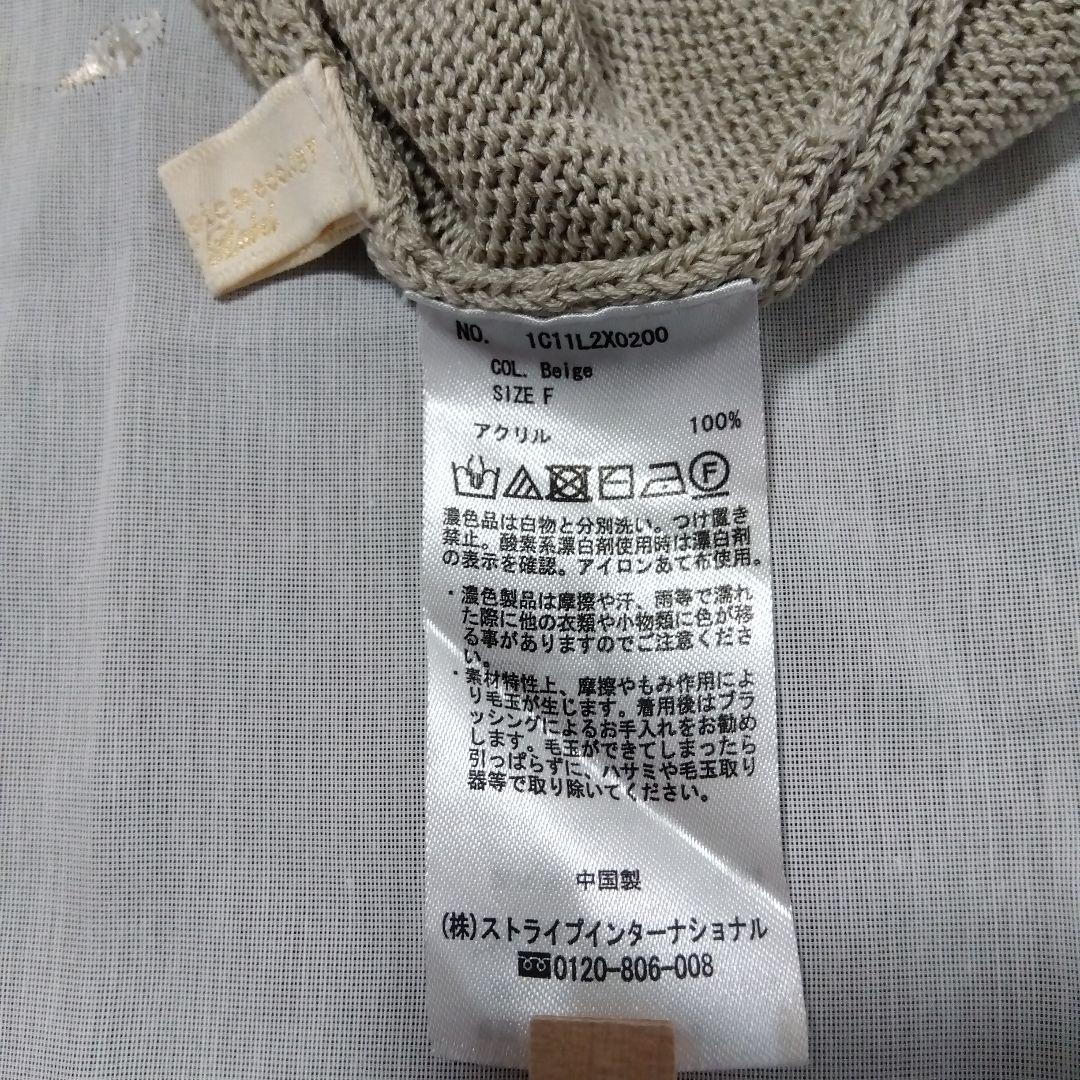 NO. 1C11L2X0200
COL. Beige
SIZE F
アクリル 100%
F
濃色品は白物と分別洗い。つけ置き
禁止。酸素系漂白剤使用時は漂白剤
の表示を確認。アイロンあて布使用。
・濃色製品は摩擦や汗、雨等で濡れ
た際に他の衣類や小物類に色が移
る事がありますのでご注意くださ
い。
・素材特性上、摩擦やもみ作用によ
り毛玉が生じます。着用後はブラ
ッシングによるお手入れをお勧め
します。毛玉ができてしまったら
引っぱらずに、ハサミや毛玉取り
器等で取り除いてください。
中国製
(株)ストライプインターナショナル
0120-806-008